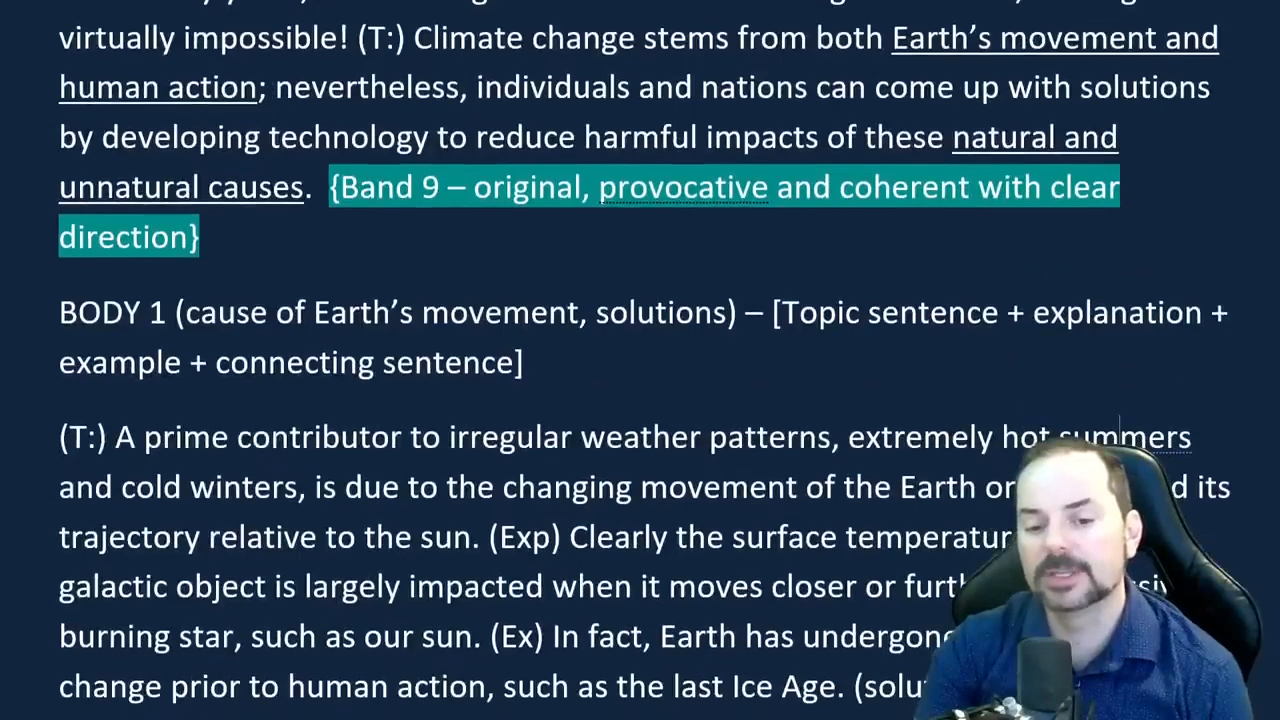 virtually impossible! (T:) Climate change stems from both Earth’s movement and
human action; nevertheless, individuals and nations can come up with solutions
by developing technology to reduce harmful impacts of these natural and
unnatural causes. {Band 9 – original, provocative and coherent with clear
direction}
BODY 1 (cause of Earth’s movement, solutions) – [Topic sentence + explanation +
example + connecting sentence]
(T:) A prime contributor to irregular weather patterns, extremely hot summers
and cold winters, is due to the changing movement of the Earth its
trajectory relative to the sun. (Exp) Clearly the surface
galactic object is largely impacted when it moves closer or
burning star, such as our sun. (Ex) In fact, Earth has
change prior to human action, such as the last Ice Age.